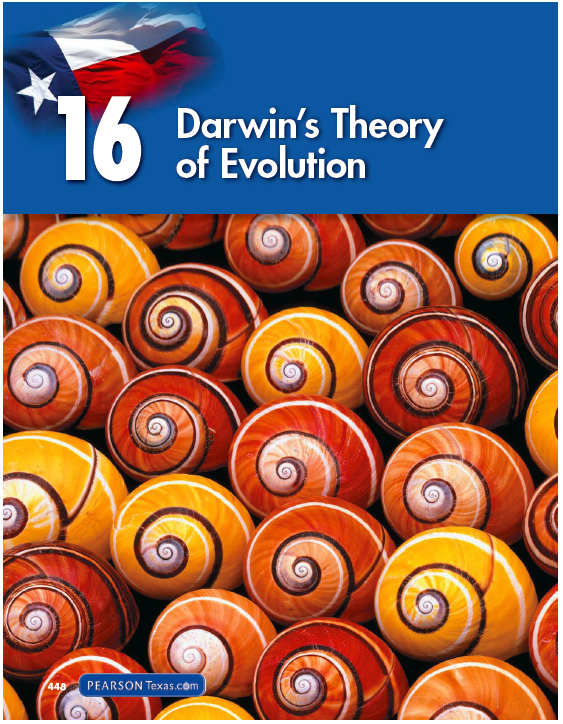 16
Darwin's Theory
of Evolution
448
PEARSON Texas.com